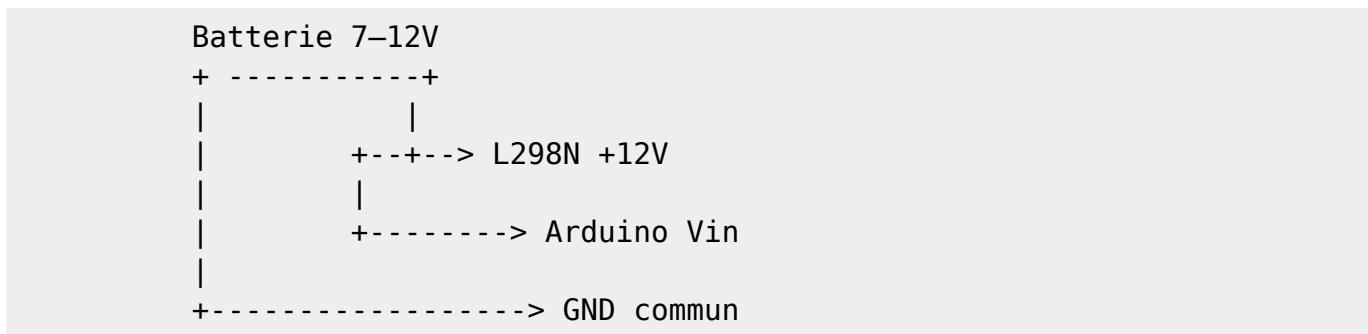 Batterie 7–12V
+ -----------+
|            |
|         +--+--> L298N +12V
|         |
|         +--------> Arduino Vin
|
+------------------> GND commun